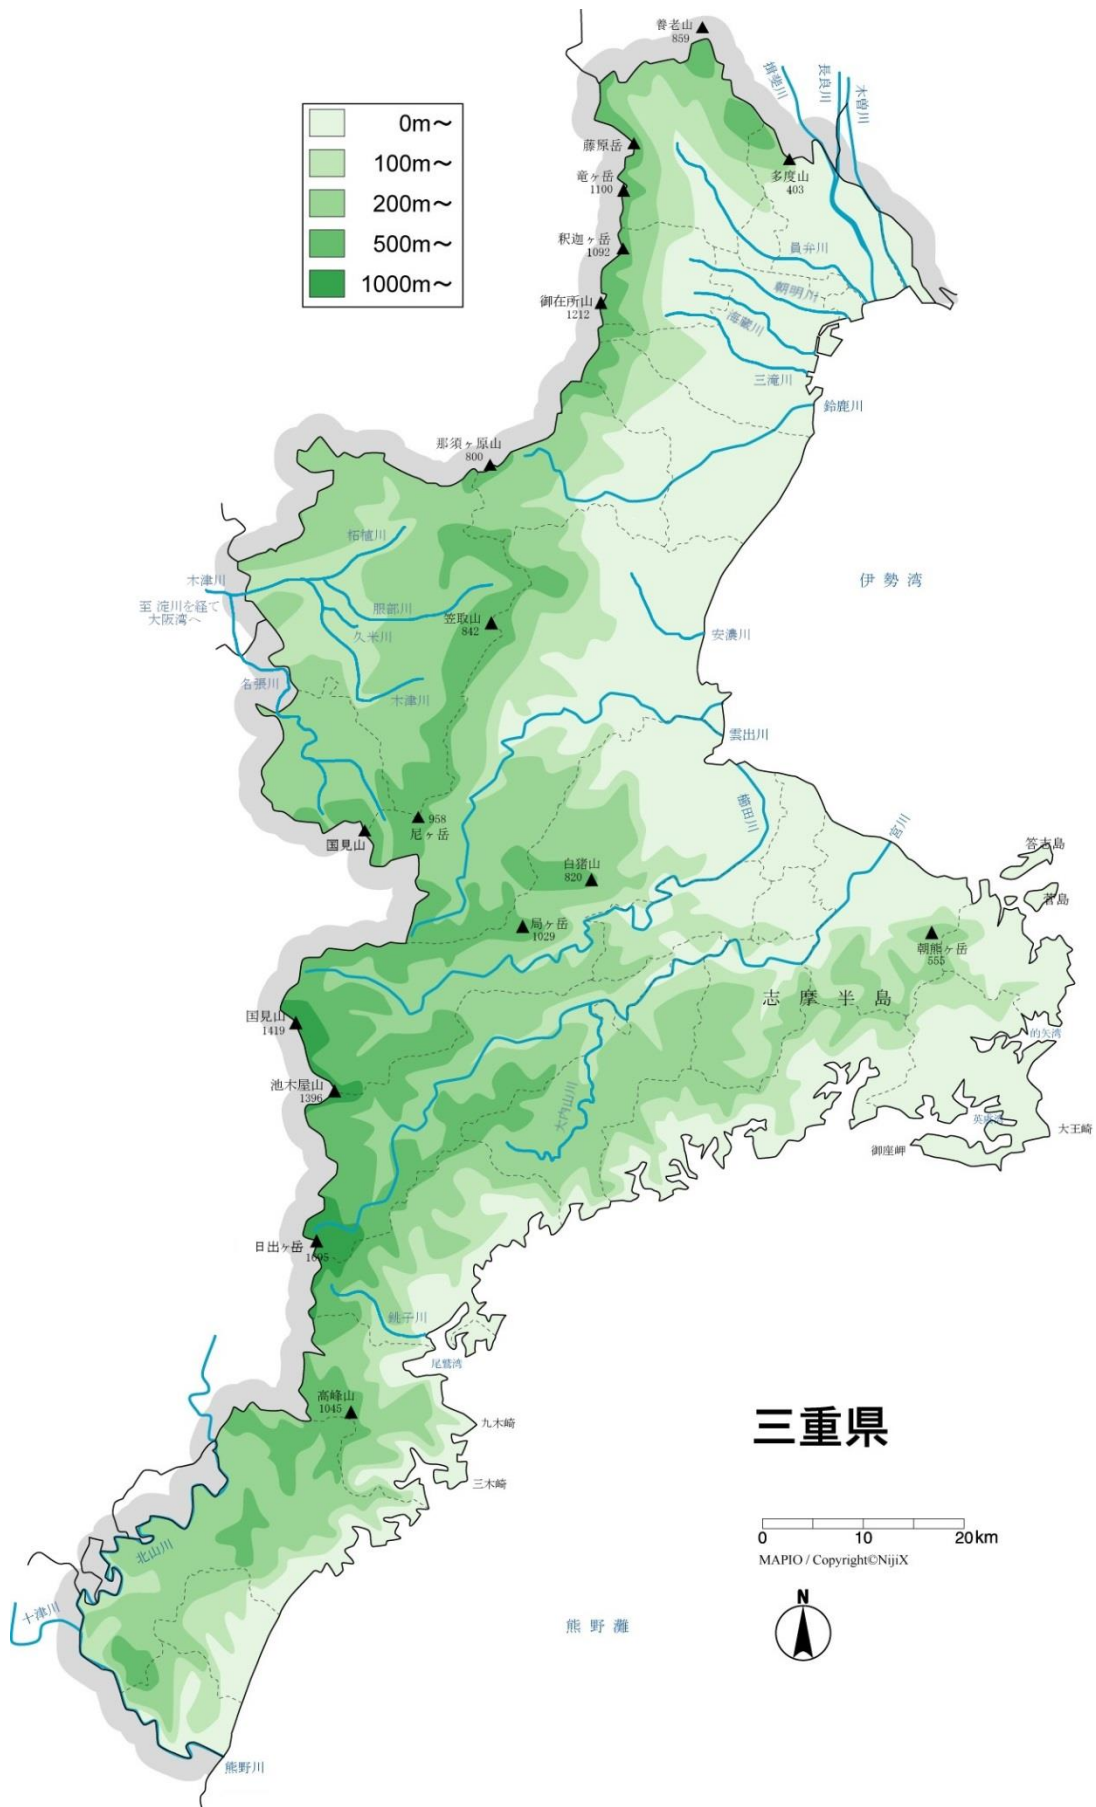 養老山
859
揖斐川
長良川
木曽川
0m～
100m～
200m～
500m～
1000m～
藤原岳
竜ヶ岳
1100
多度山
403
釈迦ヶ岳
1092
員弁川
朝明川
御在所山
1212
海蔵川
三滝川
鈴鹿川
那須ヶ原山
800
柘植川
木津川
至 淀川を経て
大阪湾へ
服部川
久米川
笠取山
842
伊勢湾
安濃川
名張川
木津川
雲出川
櫛田川
宮川
958
尼ヶ岳
国見山
白猪山
820
答志島
菅島
局ヶ岳
1029
朝熊ヶ岳
555
志摩半島
国見山
1419
的矢湾
池木屋山
1396
大内山川
英虞湾
大王崎
御座岬
日出ヶ岳
1695
銚子川
尾鷲湾
高峰山
1045
九木崎
三木崎
三重県
0 10 20km
MAPIO / Copyright©NijiX
N
北山川
十津川
熊野灘
熊野川